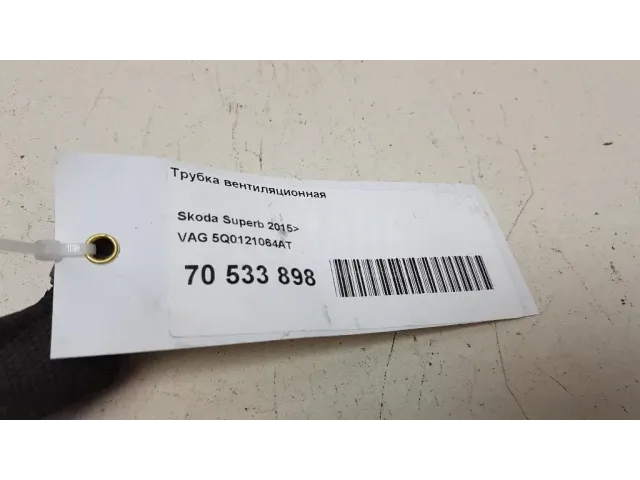 Трубка вентиляционная
Skoda Superb 2015>
VAG 5Q0121064AT
70 533 898